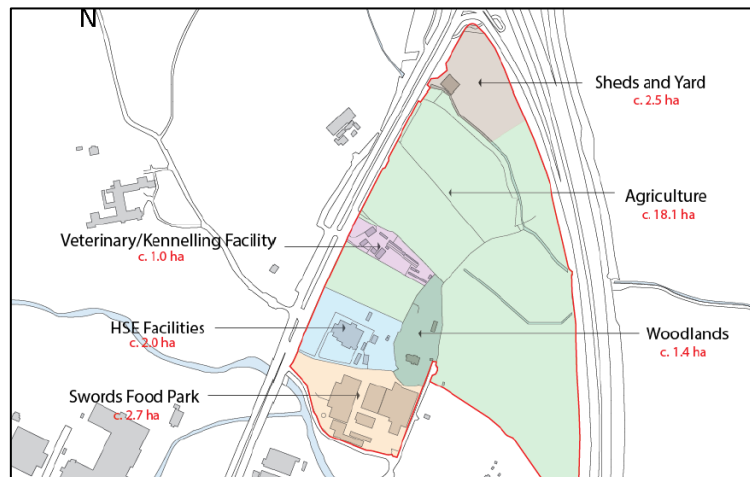 N
Sheds and Yard
c. 2.5 ha
Agriculture
c. 18.1 ha
Veterinary/Kennelling Facility
c. 1.0 ha
HSE Facilities
c. 2.0 ha
Woodlands
c. 1.4 ha
Swords Food Park
c. 2.7 ha